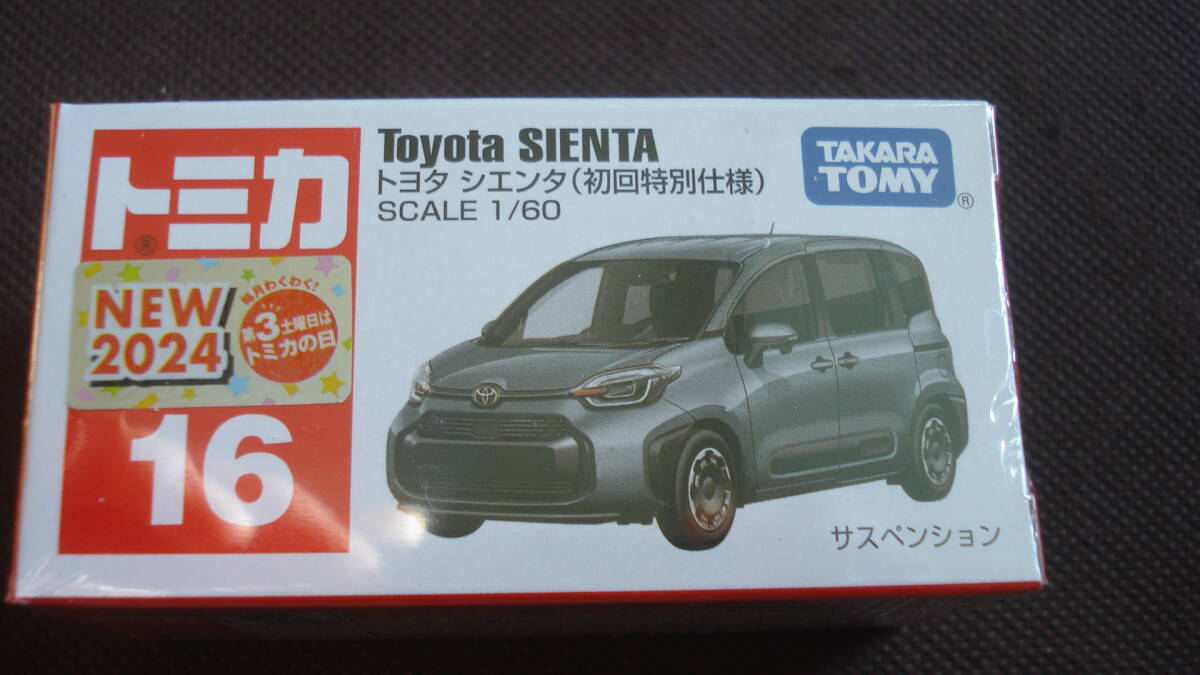 トミカ
®
NEW
2024
毎月わくわく!
第3土曜日は
トミカの日
16
Toyota SIENTA
トヨタ シエンタ(初回特別仕様)
SCALE 1/60
TAKARA
TOMY
®
サスペンション